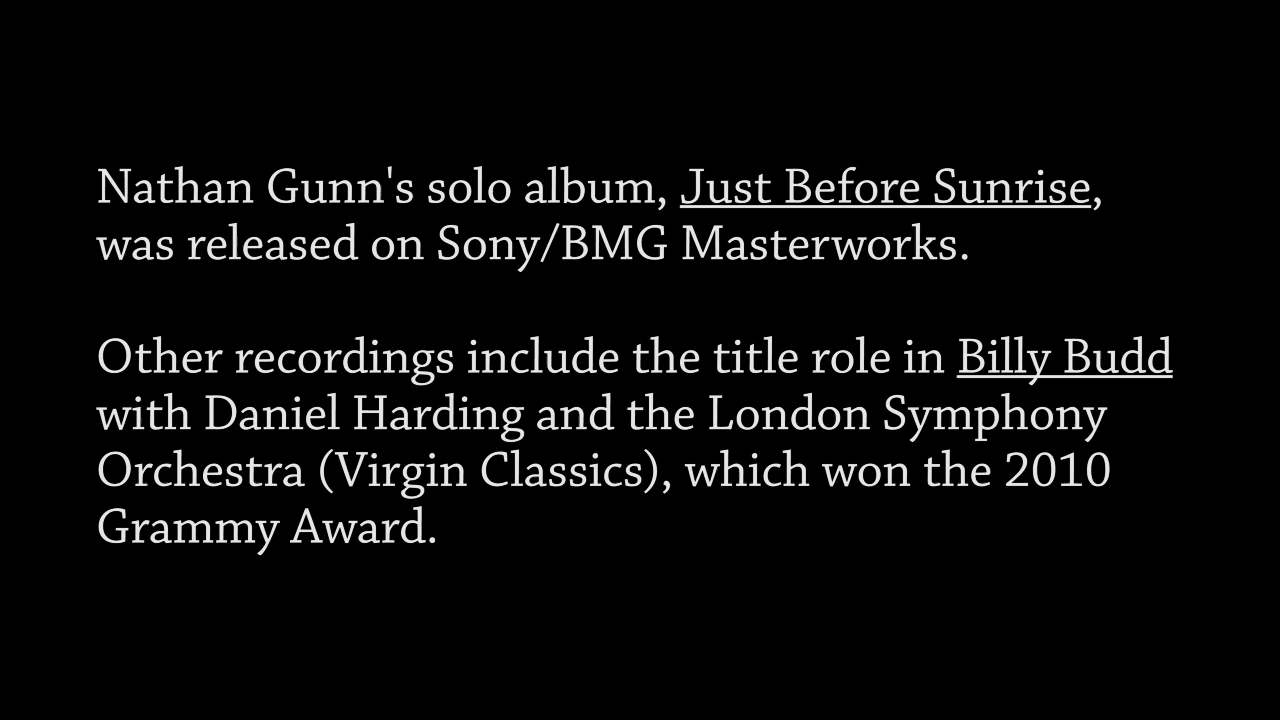 Nathan Gunn's solo album, Just Before Sunrise,
was released on Sony/BMG Masterworks.
Other recordings include the title role in Billy Budd
with Daniel Harding and the London Symphony
Orchestra (Virgin Classics), which won the 2010
Grammy Award.